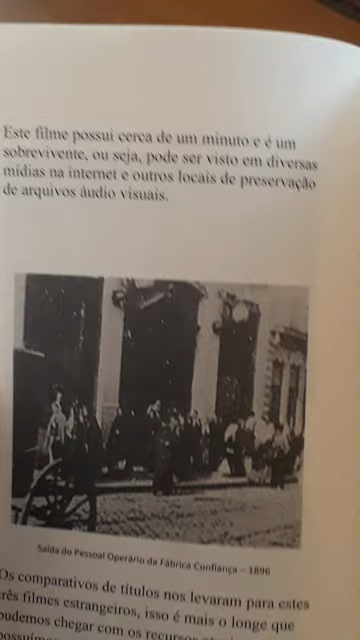 Este filme possui cerca de um minuto e é um
sobrevivente, ou seja, pode ser visto em diversas
mídias na internet e outros locais de preservação
de arquivos áudio visuais.
Saída do Pessoal Operário da Fábrica Confiança – 1896
Os comparativos de títulos nos levaram para estes
três filmes estrangeiros, isso é mais o longe que
pudemos chegar com os recursos
possuímos